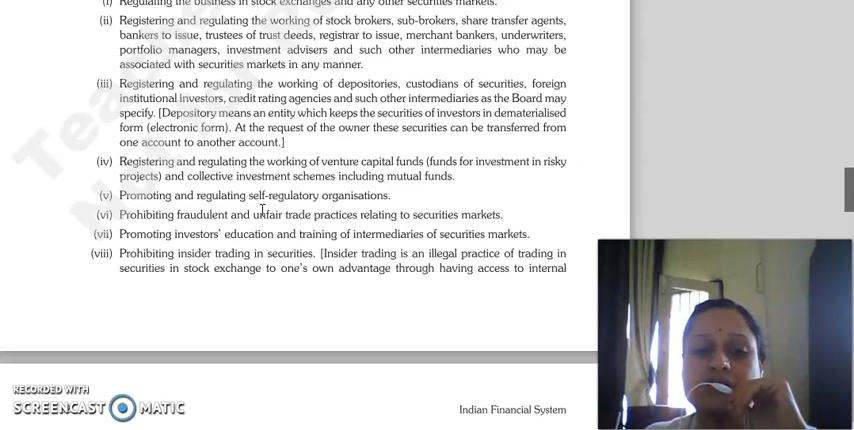 (i) Regulating the business in stock exchanges and any other securities markets.
(ii) Registering and regulating the working of stock brokers, sub-brokers, share transfer agents,
bankers to issue, trustees of trust deeds, registrar to issue, merchant bankers, underwriters,
portfolio managers, investment advisers and such other intermediaries who may be
associated with securities markets in any manner.
(iii) Registering and regulating the working of depositories, custodians of securities, foreign
institutional investors, credit rating agencies and such other intermediaries as the Board may
specify. [Depository means an entity which keeps the securities of investors in dematerialised
form (electronic form). At the request of the owner these securities can be transferred from
one account to another account.]
(iv) Registering and regulating the working of venture capital funds (funds for investment in risky
projects) and collective investment schemes including mutual funds.
(v) Promoting and regulating self-regulatory organisations.
(vi) Prohibiting fraudulent and unfair trade practices relating to securities markets.
(vii) Promoting investors' education and training of intermediaries of securities markets.
(viii) Prohibiting insider trading in securities. [Insider trading is an illegal practice of trading in
securities in stock exchange to one's own advantage through having access to internal
RECORDED WITH
SCREENCAST MATIC
Indian Financial System